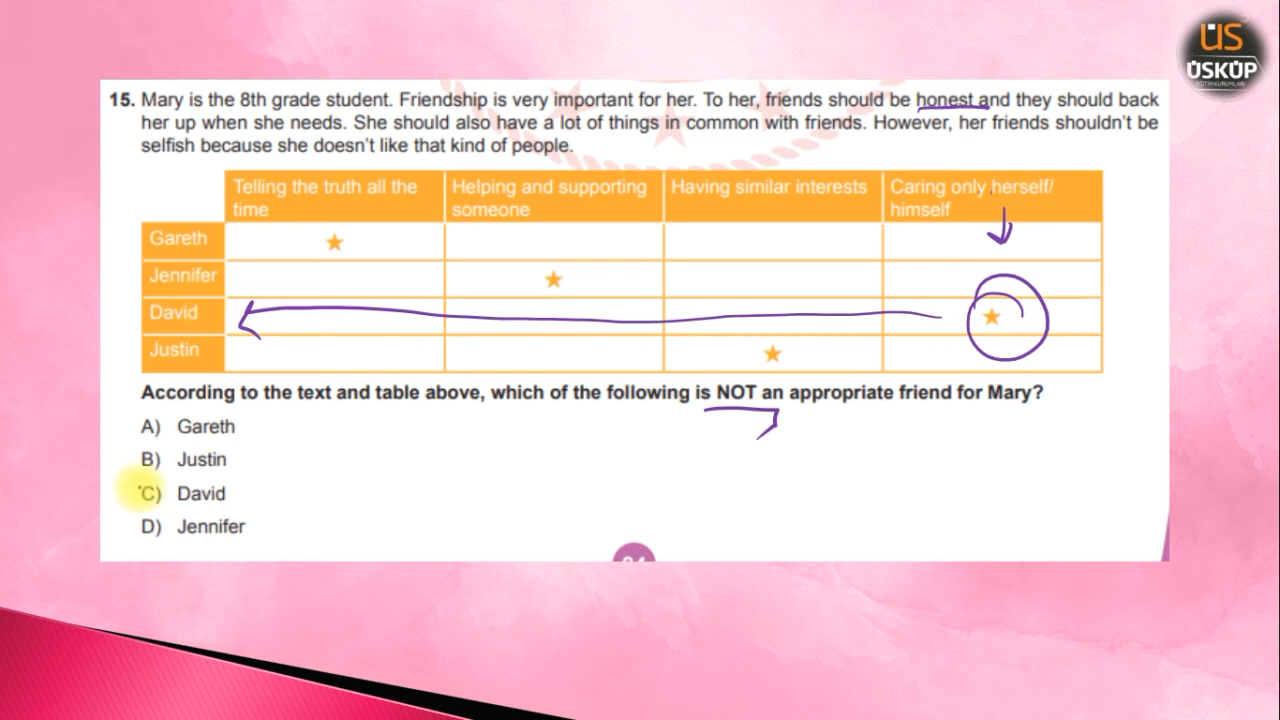 üs
ÜSKÜP
EĞİTİM KURUMLARI
15. Mary is the 8th grade student. Friendship is very important for her. To her, friends should be honest and they should back
her up when she needs. She should also have a lot of things in common with friends. However, her friends shouldn't be
selfish because she doesn't like that kind of people.
Telling the truth all the time
Helping and supporting someone
Having similar interests
Caring only herself/ himself
Gareth ★
Jennifer ★
David ★
Justin ★
According to the text and table above, which of the following is NOT an appropriate friend for Mary?
A) Gareth
B) Justin
C) David
D) Jennifer